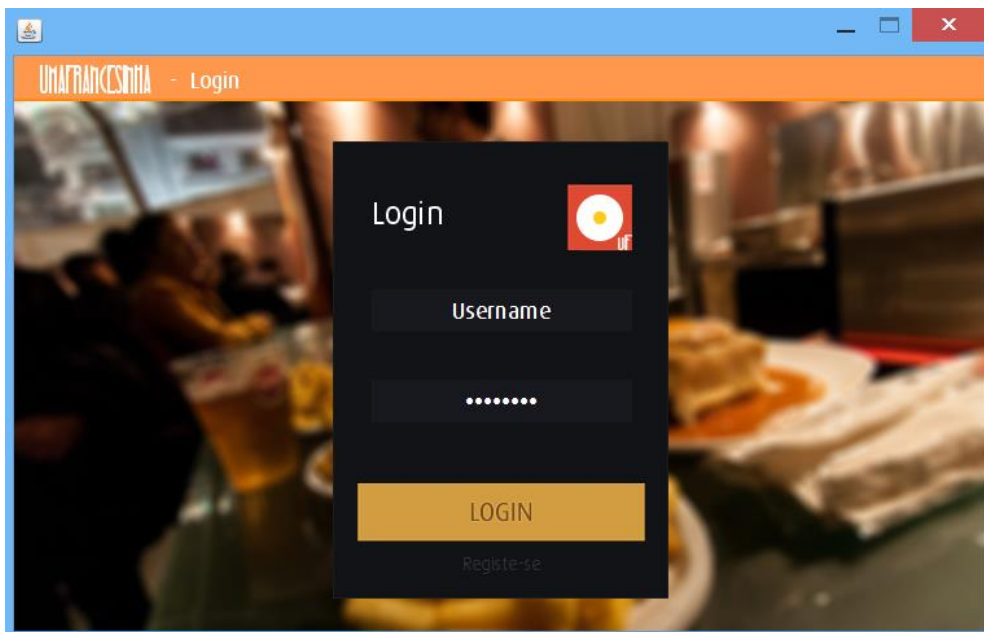 UMAFRANCESINHA - Login
Login
UF
Username
••••••••
LOGIN
Registe-se